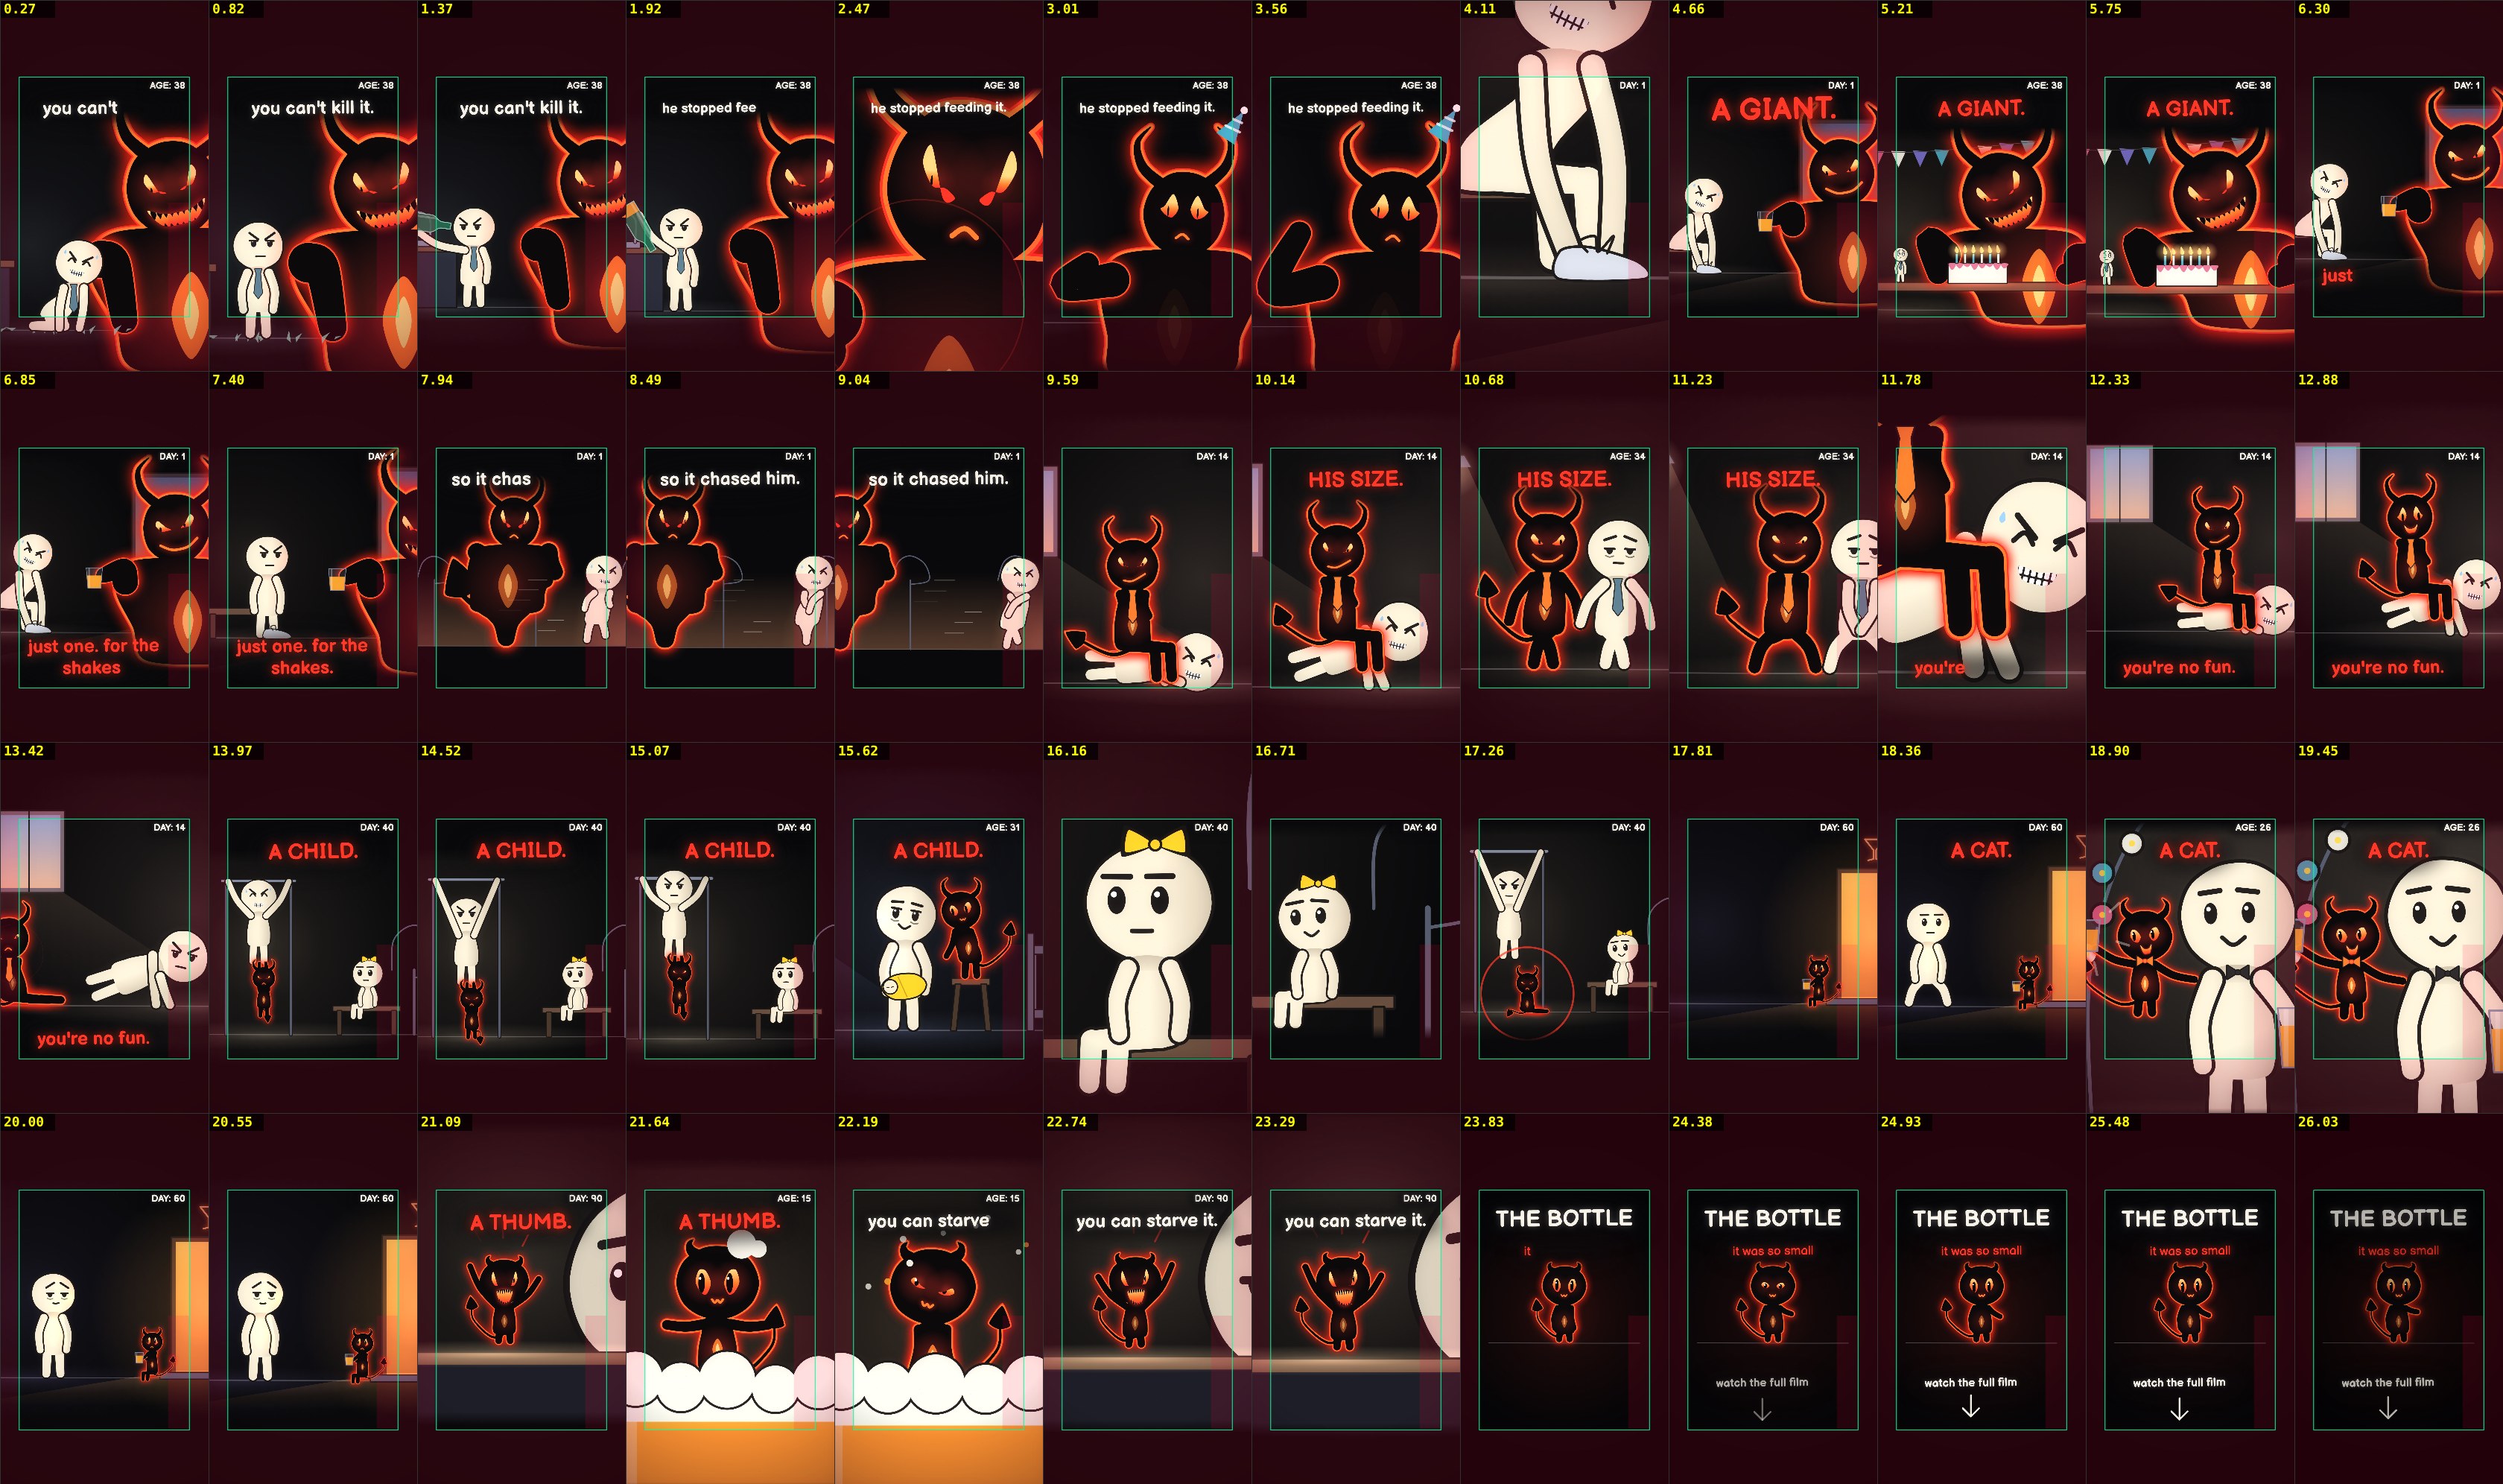 0.27
AGE: 38
you can't
0.82
AGE: 38
you can't kill it.
1.37
AGE: 38
you can't kill it.
1.92
AGE: 38
he stopped fee
2.47
AGE: 38
he stopped feeding it.
3.01
AGE: 38
he stopped feeding it.
3.56
AGE: 38
he stopped feeding it.
4.11
DAY: 1
4.66
DAY: 1
A GIANT.
5.21
AGE: 38
A GIANT.
5.75
AGE: 38
A GIANT.
6.30
DAY: 1
just
6.85
DAY: 1
just one. for the
shakes
7.40
DAY: 1
just one. for the
shakes.
7.94
DAY: 1
so it chas
8.49
DAY: 1
so it chased him.
9.04
DAY: 1
so it chased him.
9.59
DAY: 14
10.14
DAY: 14
HIS SIZE.
10.68
AGE: 34
HIS SIZE.
11.23
AGE: 34
HIS SIZE.
11.78
DAY: 14
you're
12.33
DAY: 14
you're no fun.
12.88
DAY: 14
you're no fun.
13.42
DAY: 14
you're no fun.
13.97
DAY: 40
A CHILD.
14.52
DAY: 40
A CHILD.
15.07
DAY: 40
A CHILD.
15.62
AGE: 31
A CHILD.
16.16
DAY: 40
16.71
DAY: 40
17.26
DAY: 40
17.81
DAY: 60
18.36
DAY: 60
A CAT.
18.90
AGE: 26
A CAT.
19.45
AGE: 26
A CAT.
20.00
DAY: 60
20.55
DAY: 60
21.09
DAY: 90
A THUMB.
21.64
AGE: 15
A THUMB.
22.19
AGE: 15
you can starve
22.74
DAY: 90
you can starve it.
23.29
DAY: 90
you can starve it.
23.83
THE BOTTLE
it
24.38
THE BOTTLE
it was so small
watch the full film
24.93
THE BOTTLE
it was so small
watch the full film
25.48
THE BOTTLE
it was so small
watch the full film
26.03
THE BOTTLE
it was so small
watch the full film